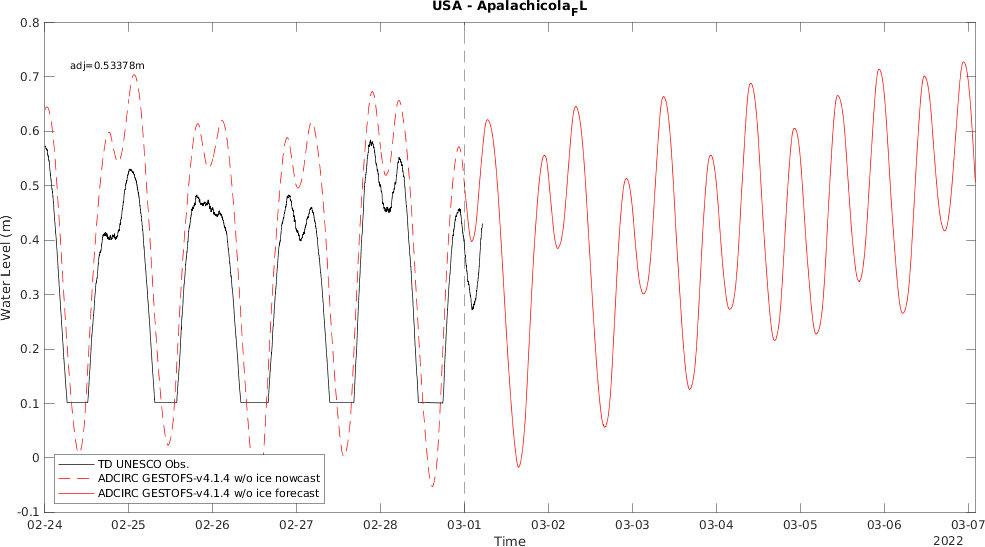 USA - Apalachicola_FL
0.8
0.7
0.6
0.5
0.4
0.3
0.2
0.1
0
-0.1
Water Level (m)
adj=0.53378m
TD UNESCO Obs.
ADCIRC GESTOFS-v4.1.4 w/o ice nowcast
ADCIRC GESTOFS-v4.1.4 w/o ice forecast
02-24 02-25 02-26 02-27 02-28 03-01 03-02 03-03 03-04 03-05 03-06 03-07
Time
2022